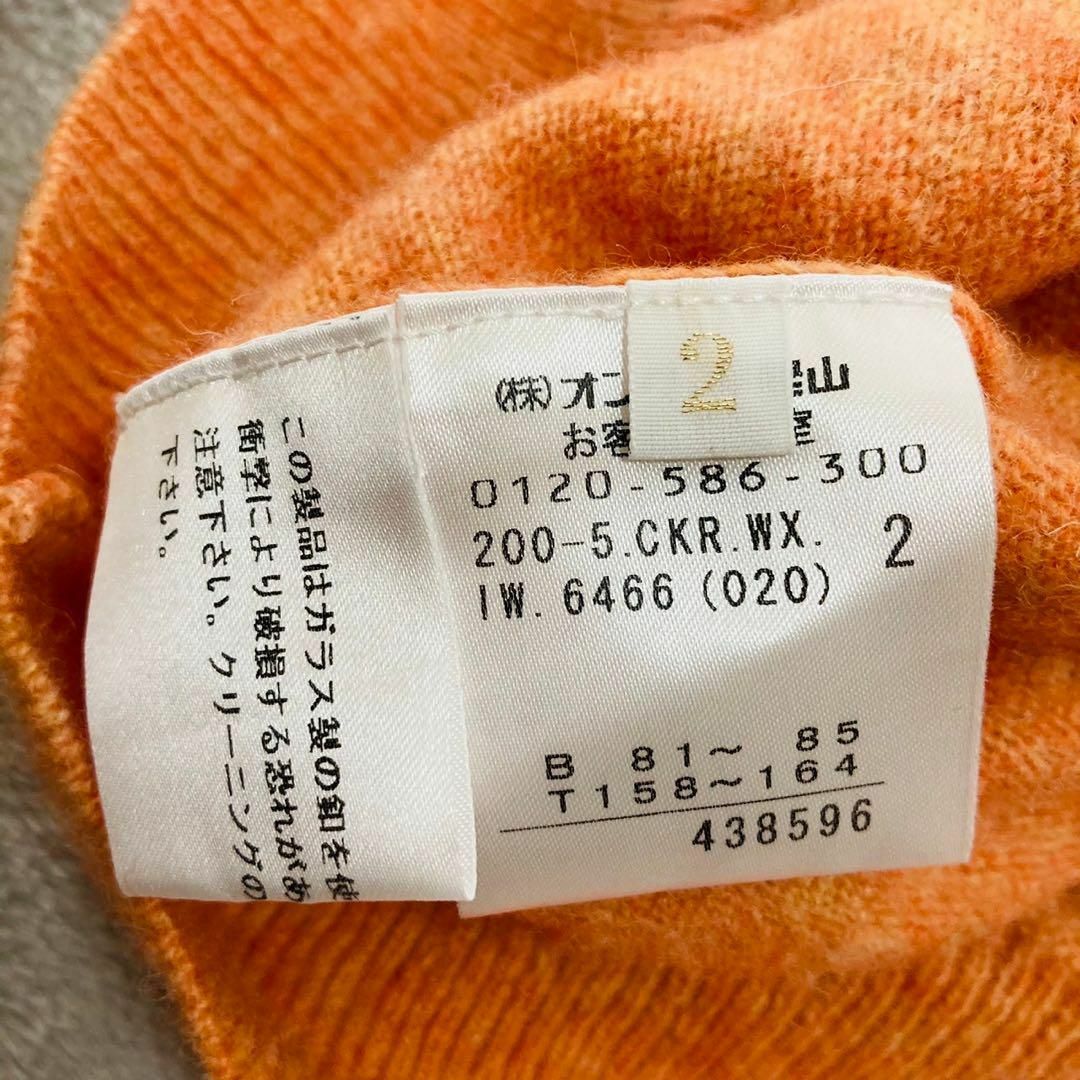 この製品はガラス製の釦を使
衝撃により破損する恐れがあ
注意下さい。クリーニングの
下さい。
2
(株)オ 山
お客
0120-586-300
200-5.CKR.WX. 2
IW.6466(020)
B 81~ 85
T158~164
438596